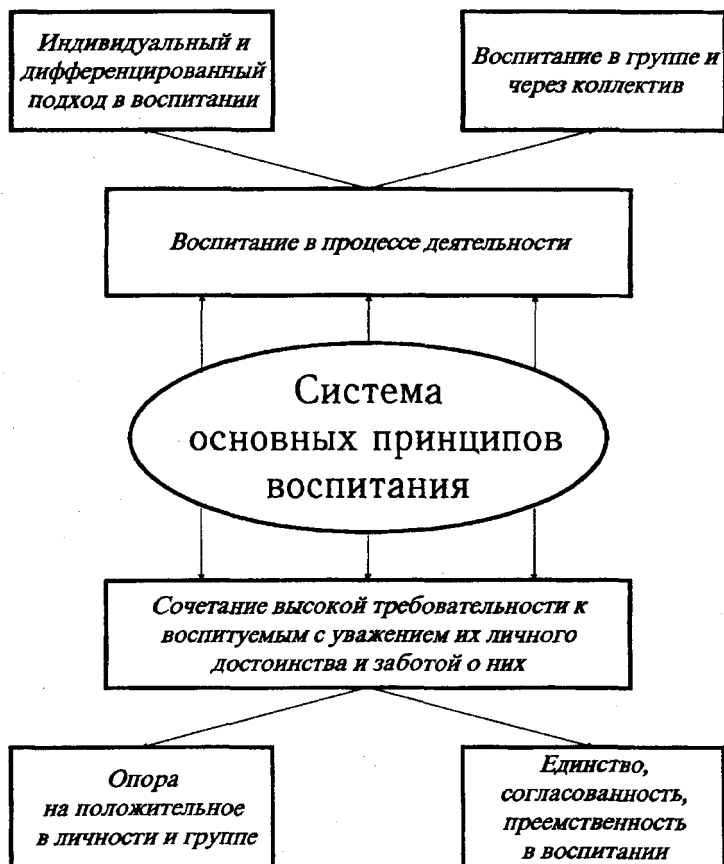 Индивидуальный и
дифференцированный
подход в воспитании
Воспитание в группе и
через коллектив
Воспитание в процессе деятельности
Система
основных принципов
воспитания
Сочетание высокой требовательности к
воспитуемым с уважением их личного
достоинства и заботой о них
Опора
на положительное
в личности и группе
Единство,
согласованность,
преемственность
в воспитании